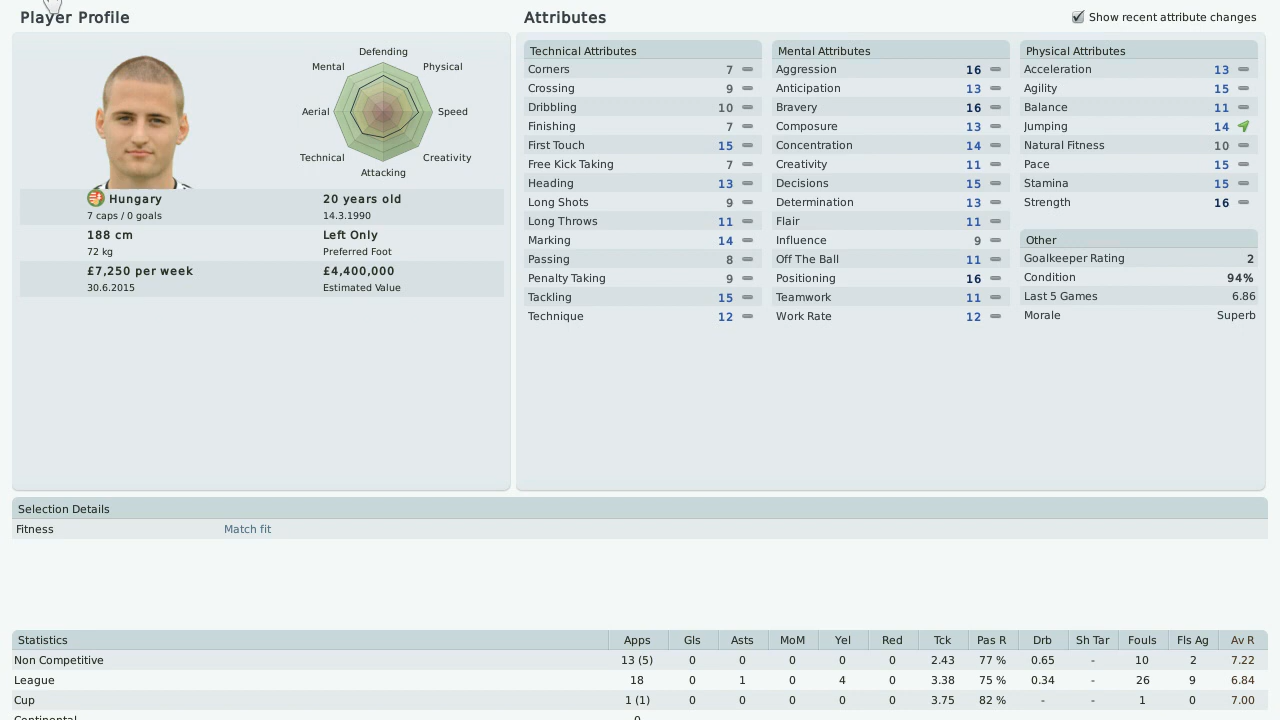 Player Profile
Defending
Mental
Physical
Aerial
Speed
Technical
Creativity
Attacking
Hungary
20 years old
7 caps / 0 goals
14.3.1990
188 cm
Left Only
72 kg
Preferred Foot
£7,250 per week
£4,400,000
30.6.2015
Estimated Value
Attributes
Show recent attribute changes
Technical Attributes
Corners 7
Crossing 9
Dribbling 10
Finishing 7
First Touch 15
Free Kick Taking 7
Heading 13
Long Shots 9
Long Throws 11
Marking 14
Passing 8
Penalty Taking 9
Tackling 15
Technique 12
Mental Attributes
Aggression 16
Anticipation 13
Bravery 16
Composure 13
Concentration 14
Creativity 11
Decisions 15
Determination 13
Flair 11
Influence 9
Off The Ball 11
Positioning 16
Teamwork 11
Work Rate 12
Physical Attributes
Acceleration 13
Agility 15
Balance 11
Jumping 14
Natural Fitness 10
Pace 15
Stamina 15
Strength 16
Other
Goalkeeper Rating 2
Condition 94%
Last 5 Games 6.86
Morale Superb
Selection Details
Fitness Match fit
Statistics Apps Gls Asts MoM Yel Red Tck Pas R Drb Sh Tar Fouls Fls Ag Av R
Non Competitive 13 (5) 0 0 0 0 0 2.43 77 % 0.65 - 10 2 7.22
League 18 0 1 0 4 0 3.38 75 % 0.34 - 26 9 6.84
Cup 1 (1) 0 0 0 0 0 3.75 82 % - - 1 0 7.00
Continental 0